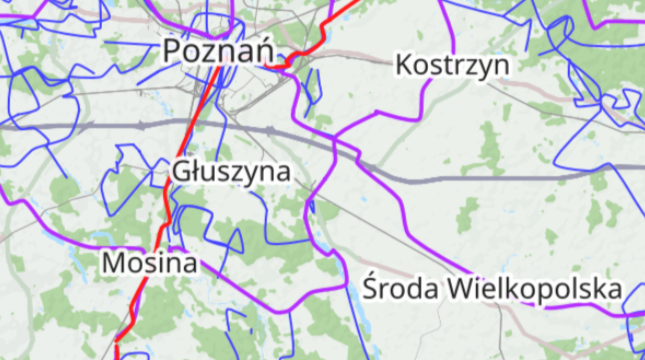 Poznań
Kostrzyn
Głuszyna
Mosina
Środa Wielkopolska